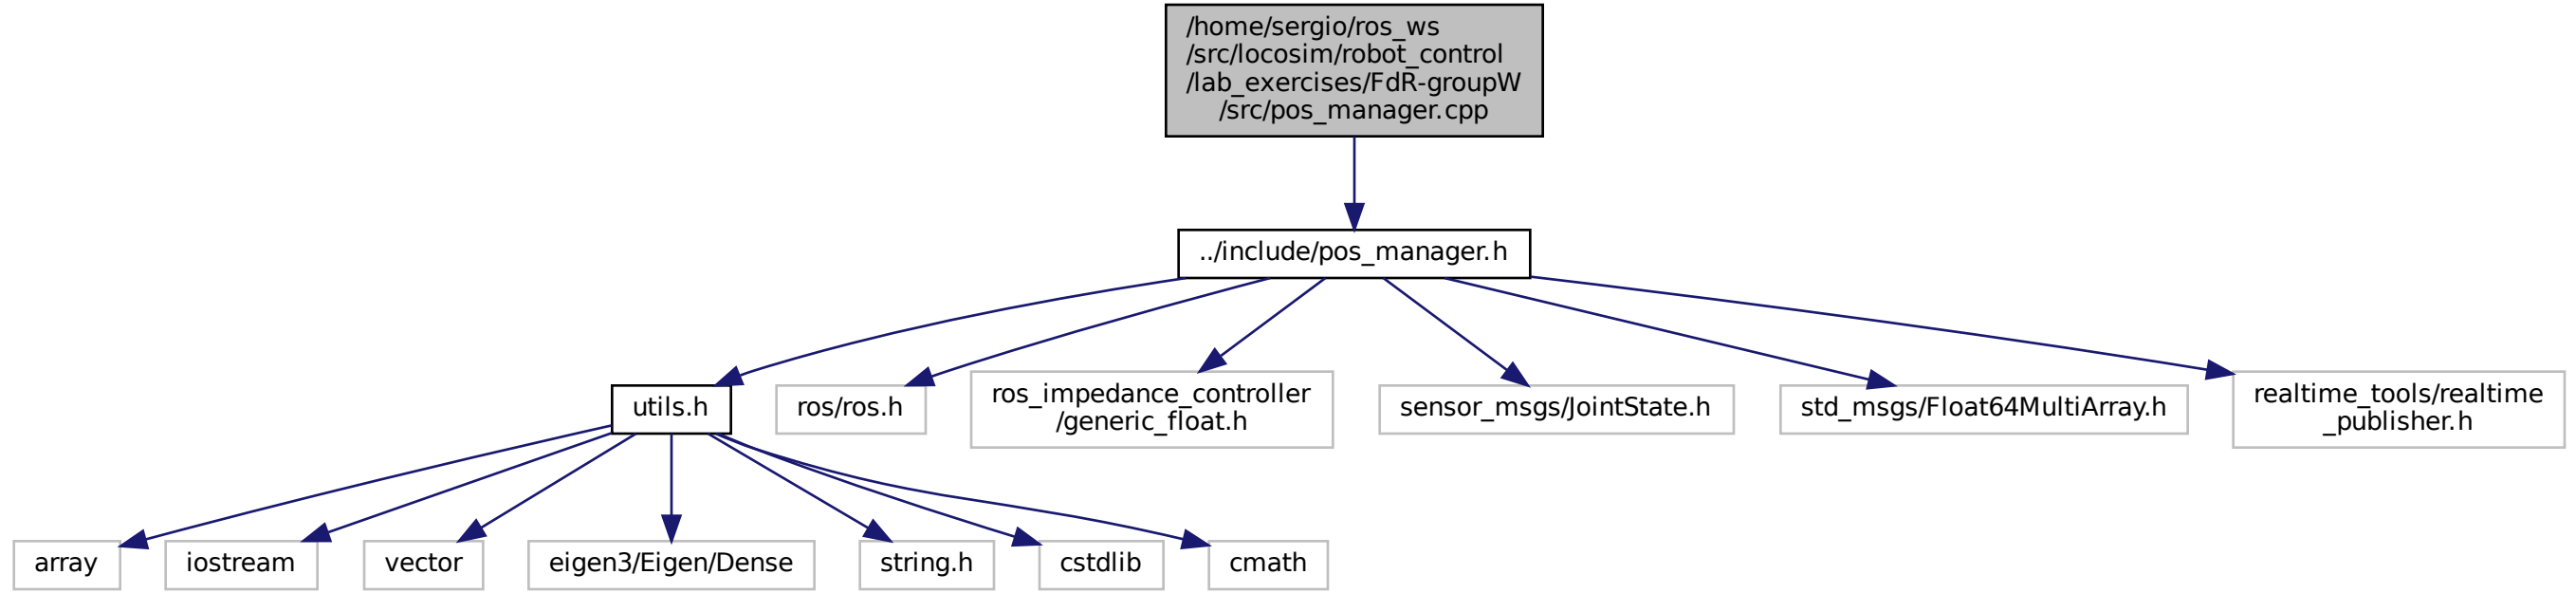 /home/sergio/ros_ws
/src/locosim/robot_control
/lab_exercises/FdR-groupW
/src/pos_manager.cpp
../include/pos_manager.h
utils.h
ros/ros.h
ros_impedance_controller
/generic_float.h
sensor_msgs/JointState.h
std_msgs/Float64MultiArray.h
realtime_tools/realtime
_publisher.h
array
iostream
vector
eigen3/Eigen/Dense
string.h
cstdlib
cmath